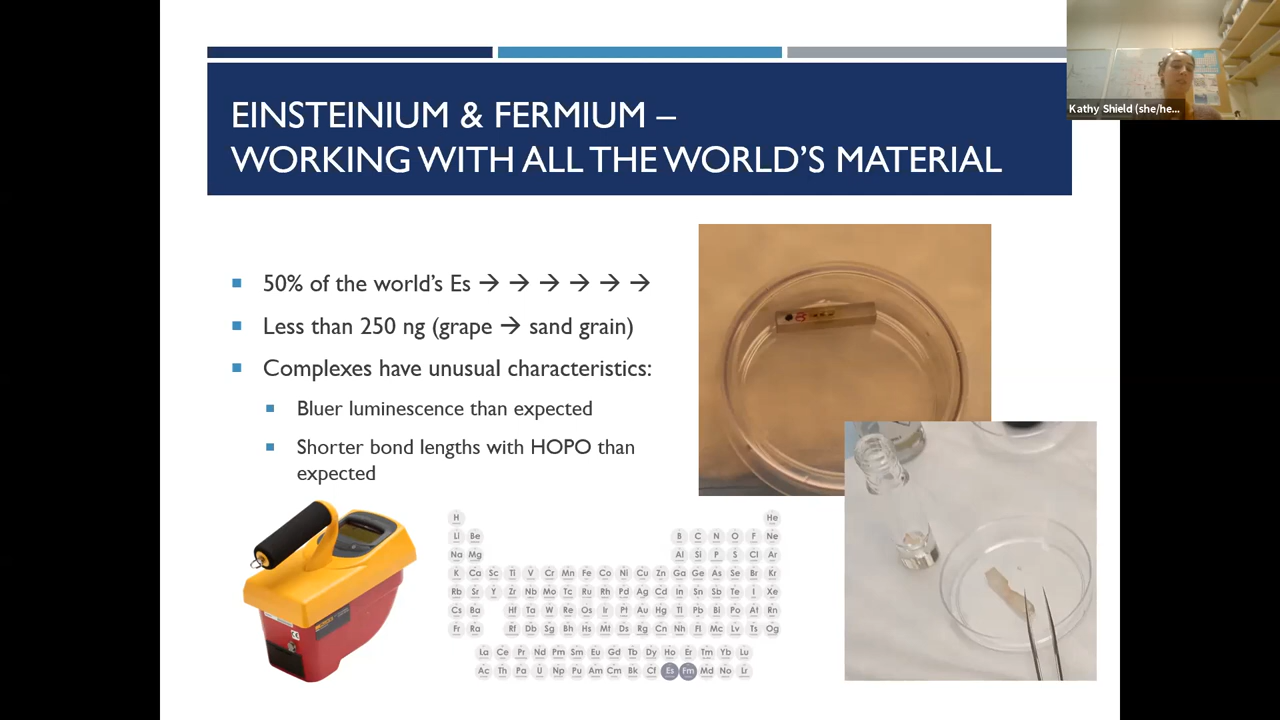 EINSTEINIUM & FERMIUM –
WORKING WITH ALL THE WORLD'S MATERIAL
Kathy Shield (she/he...
■ 50% of the world's Es → → → → → →
■ Less than 250 ng (grape → sand grain)
■ Complexes have unusual characteristics:
■ Bluer luminescence than expected
■ Shorter bond lengths with HOPO than
expected
H He
Li Be B C N O F Ne
Na Mg Al Si P S Cl Ar
K Ca Sc Ti V Cr Mn Fe Co Ni Cu Zn Ga Ge As Se Br Kr
Rb Sr Y Zr Nb Mo Tc Ru Rh Pd Ag Cd In Sn Sb Te I Xe
Cs Ba Hf Ta W Re Os Ir Pt Au Hg Tl Pb Bi Po At Rn
Fr Ra Rf Db Sg Bh Hs Mt Ds Rg Cn Nh Fl Mc Lv Ts Og
La Ce Pr Nd Pm Sm Eu Gd Tb Dy Ho Er Tm Yb Lu
Ac Th Pa U Np Pu Am Cm Bk Cf Es Fm Md No Lr